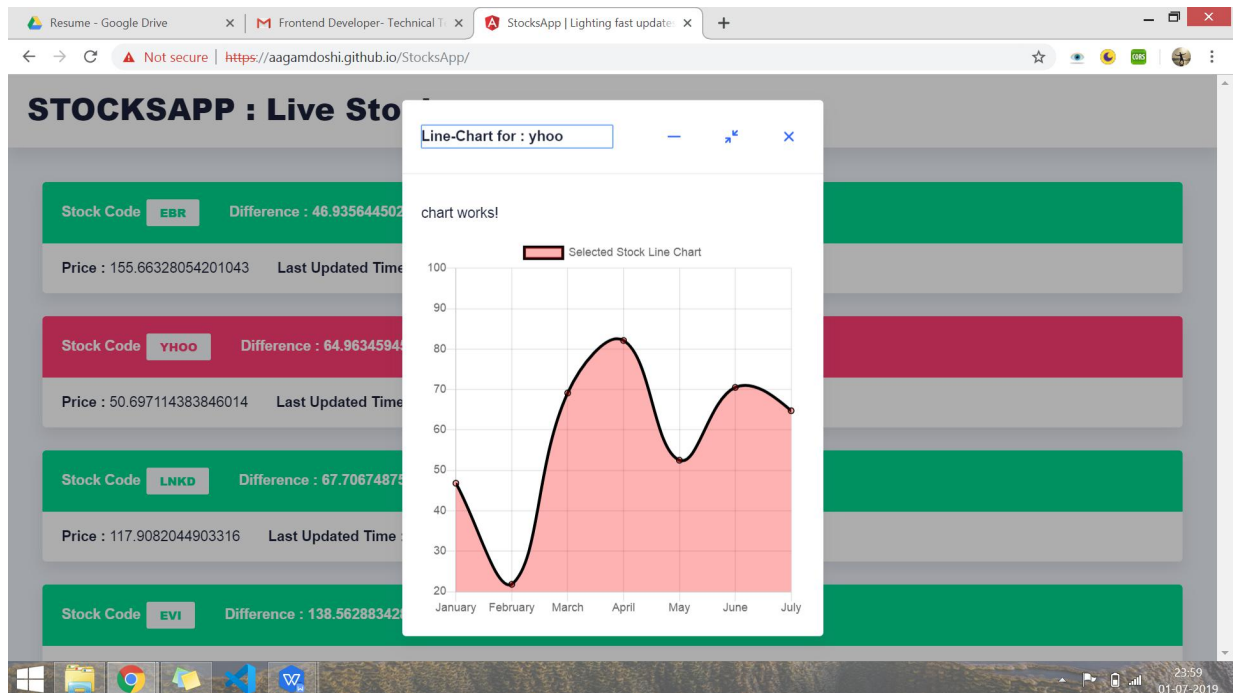 Resume - Google Drive
Frontend Developer- Technical T
StocksApp | Lighting fast update
Not secure | https://aagamdoshi.github.io/StocksApp/
CORS
STOCKSAPP : Live Sto
Line-Chart for : yhoo
chart works!
Selected Stock Line Chart
100
90
80
70
60
50
40
30
20
January February March April May June July
Stock Code EBR Difference : 46.935644502
Price : 155.66328054201043 Last Updated Time
Stock Code YHOO Difference : 64.96345945
Price : 50.697114383846014 Last Updated Time
Stock Code LNKD Difference : 67.70674875
Price : 117.9082044903316 Last Updated Time :
Stock Code EVI Difference : 138.562883428
23:59
01-07-2019